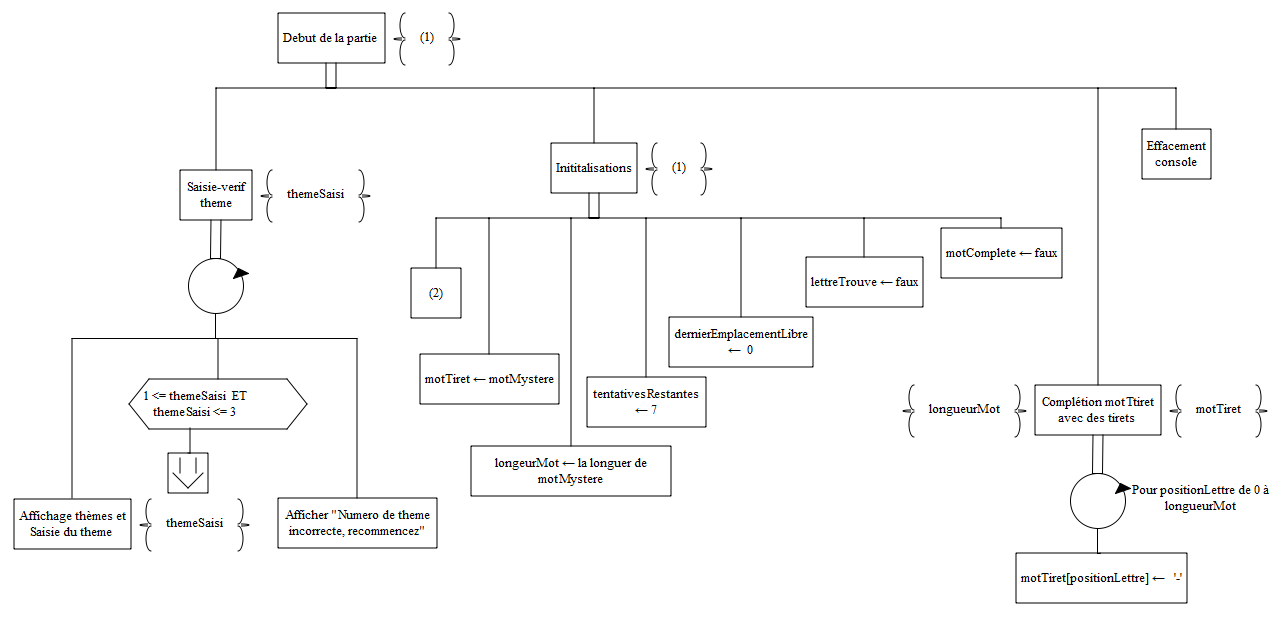 Debut de la partie
(1)
Saisie-verif
theme
themeSaisi
Inititalisations
(1)
Effacement
console
1 <= themeSaisi ET
themeSaisi <= 3
Affichage thèmes et
Saisie du theme
themeSaisi
Afficher "Numero de theme
incorrecte, recommencez"
(2)
motTiret ← motMystere
longeurMot ← la longuer de
motMystere
tentativesRestantes
← 7
dernierEmplacementLibre
← 0
lettreTrouve ← faux
motComplete ← faux
longueurMot
Complétion motTtiret
avec des tirets
motTiret
Pour positionLettre de 0 à
longueurMot
motTiret[positionLettre] ← '-'